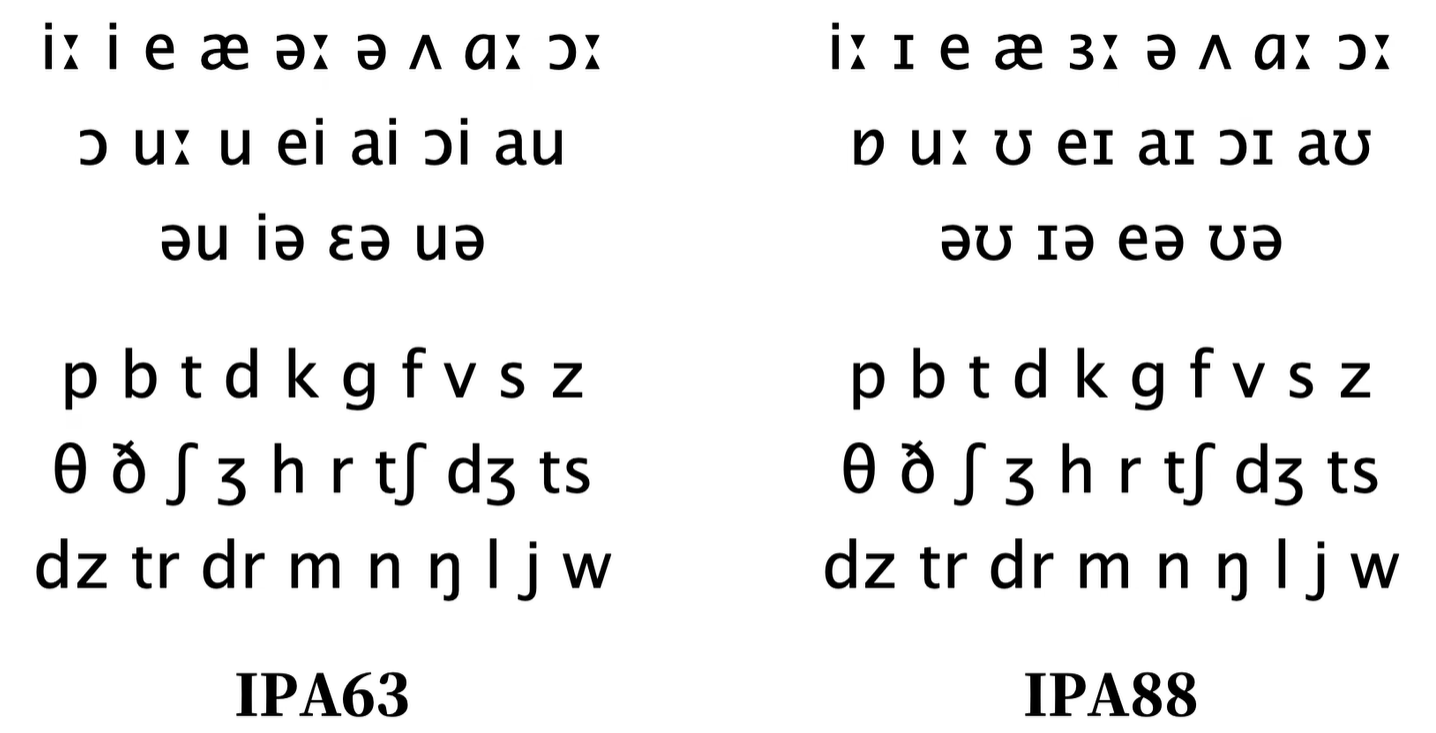 iː i e æ əː ə ʌ ɑː ɔː
ɔ uː u ei ai ɔi au
əu iə ɛə uə
p b t d k g f v s z
θ ð ʃ ʒ h r tʃ dʒ ts
dz tr dr m n ŋ l j w
IPA63
iː ɪ e æ ɜː ə ʌ ɑː ɔː
ɒ uː ʊ eɪ aɪ ɔɪ aʊ
əʊ ɪə eə ʊə
p b t d k g f v s z
θ ð ʃ ʒ h r tʃ dʒ ts
dz tr dr m n ŋ l j w
IPA88